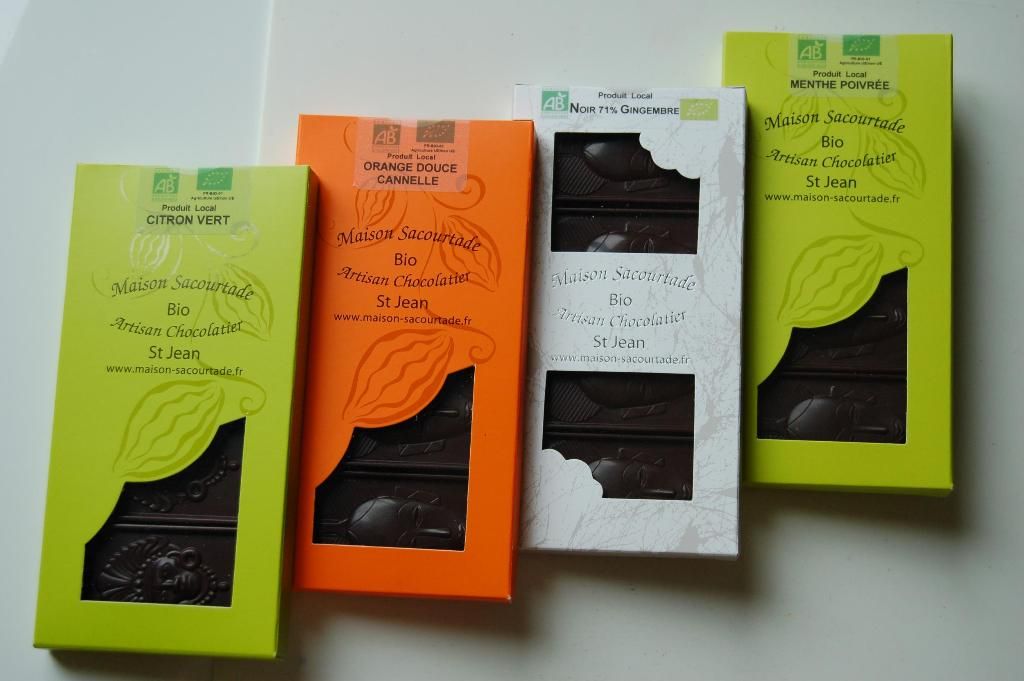 AB
Produit Local
CITRON VERT
Maison Sacourtade
Bio
Artisan Chocolatier
St Jean
www.maison-sacourtade.fr
AB
Produit Local
ORANGE DOUCE
CANNELLE
Maison Sacourtade
Bio
Artisan Chocolatier
St Jean
www.maison-sacourtade.fr
AB
Produit Local
NOIR 71% GINGEMBRE
Maison Sacourtade
Bio
Artisan Chocolatier
St Jean
www.maison-sacourtade.fr
AB
Produit Local
MENTHE POIVRÉE
Maison Sacourtade
Bio
Artisan Chocolatier
St Jean
www.maison-sacourtade.fr